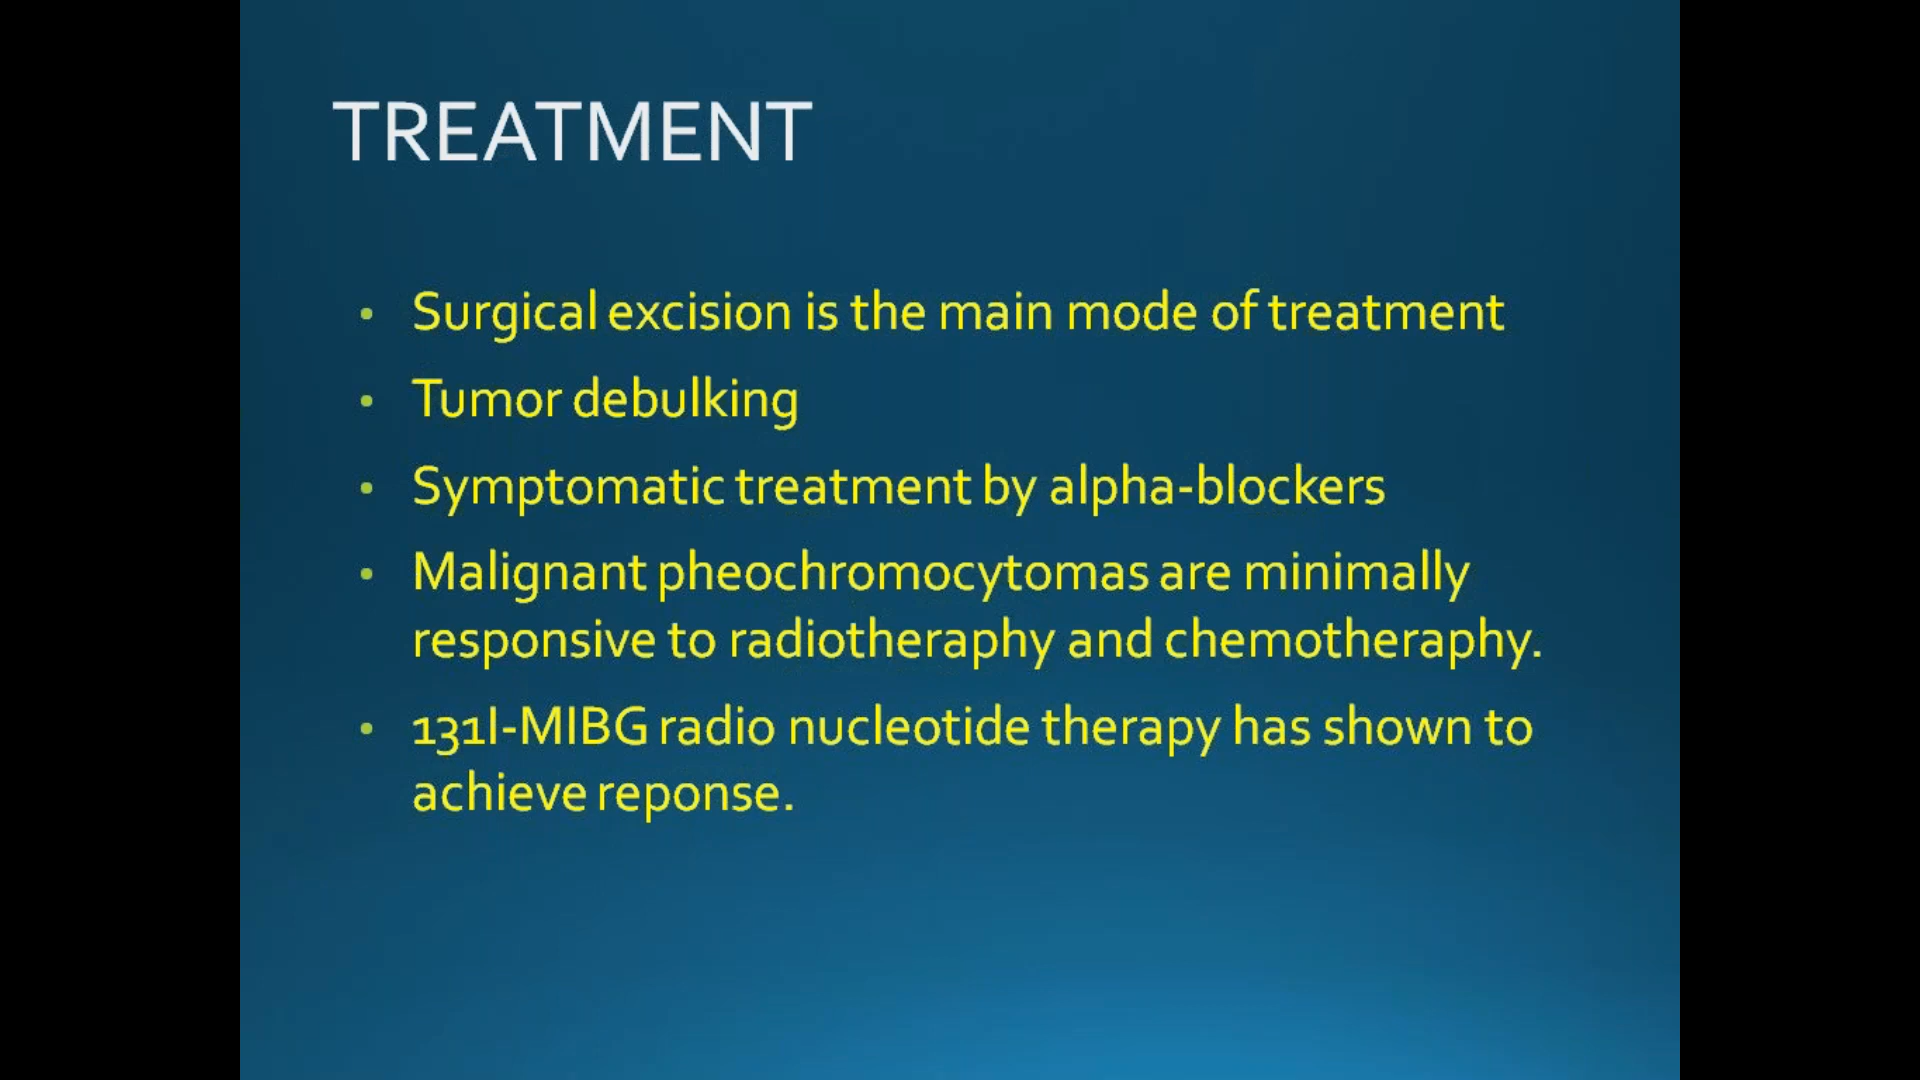 TREATMENT
• Surgical excision is the main mode of treatment
• Tumor debulking
• Symptomatic treatment by alpha-blockers
• Malignant pheochromocytomas are minimally
responsive to radiotheraphy and chemotheraphy.
• 131I-MIBG radio nucleotide therapy has shown to
achieve reponse.